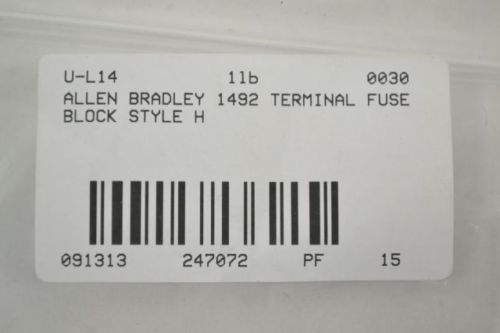 U-L14 1lb 0030
ALLEN BRADLEY 1492 TERMINAL FUSE
BLOCK STYLE H
091313 247072 PF 15